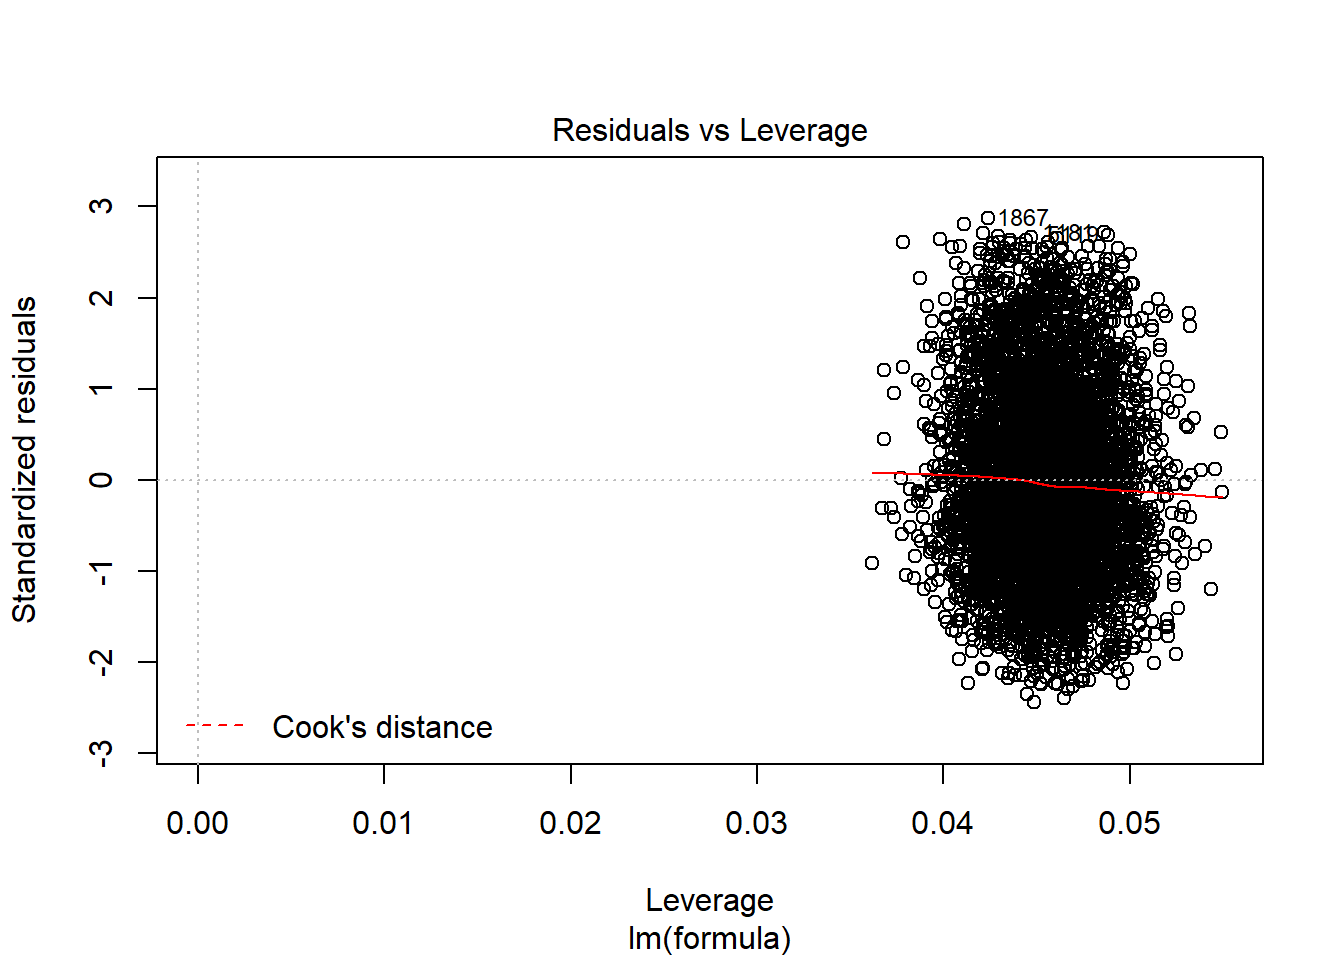 Residuals vs Leverage
Standardized residuals
3
2
1
0
-1
-2
-3
1867
Cook's distance
0.00 0.01 0.02 0.03 0.04 0.05
Leverage
lm(formula)